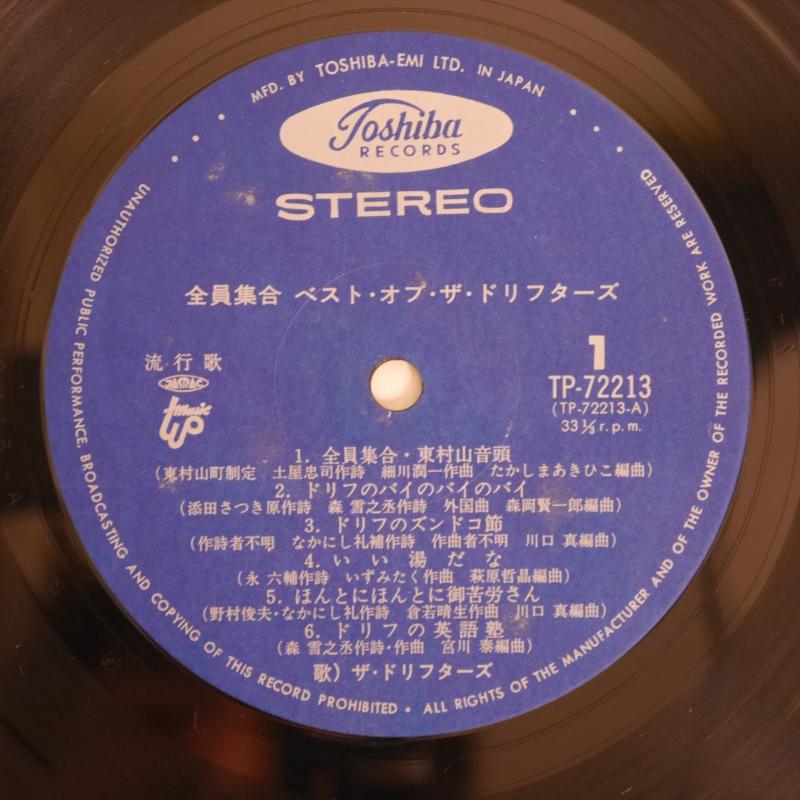 MFD. BY TOSHIBA-EMI LTD. IN JAPAN
Toshiba
RECORDS
STEREO
全員集合 ベスト・オブ・ザ・ドリフターズ
流行歌
JASRAC
music
UP
1
TP-72213
(TP-72213-A)
33⅓ r.p.m.
1. 全員集合・東村山音頭
(東村山町制定 土屋忠司作詩 細川潤一作曲 たかしまあきひこ編曲)
2. ドリフのバイのバイのバイ
(添田さつき原作詩 森 雪之丞作詩 外国曲 森岡賢一郎編曲)
3. ドリフのズンドコ節
(作詩者不明 なかにし礼補作詩 作曲者不明 川口 真編曲)
4. いい湯だな
(永 六輔作詩 いずみたく作曲 萩原哲晶編曲)
5. ほんとにほんとに御苦労さん
(野村俊夫・なかにし礼作詩 倉若晴生作曲 川口 真編曲)
6. ドリフの英語塾
(森 雪之丞作詩・作曲 宮川 泰編曲)
歌) ザ・ドリフターズ
UNAUTHORIZED PUBLIC PERFORMANCE, BROADCASTING AND COPYING OF THIS RECORD PROHIBITED • ALL RIGHTS OF THE MANUFACTURER AND OF THE OWNER OF THE RECORDED WORK ARE RESERVED